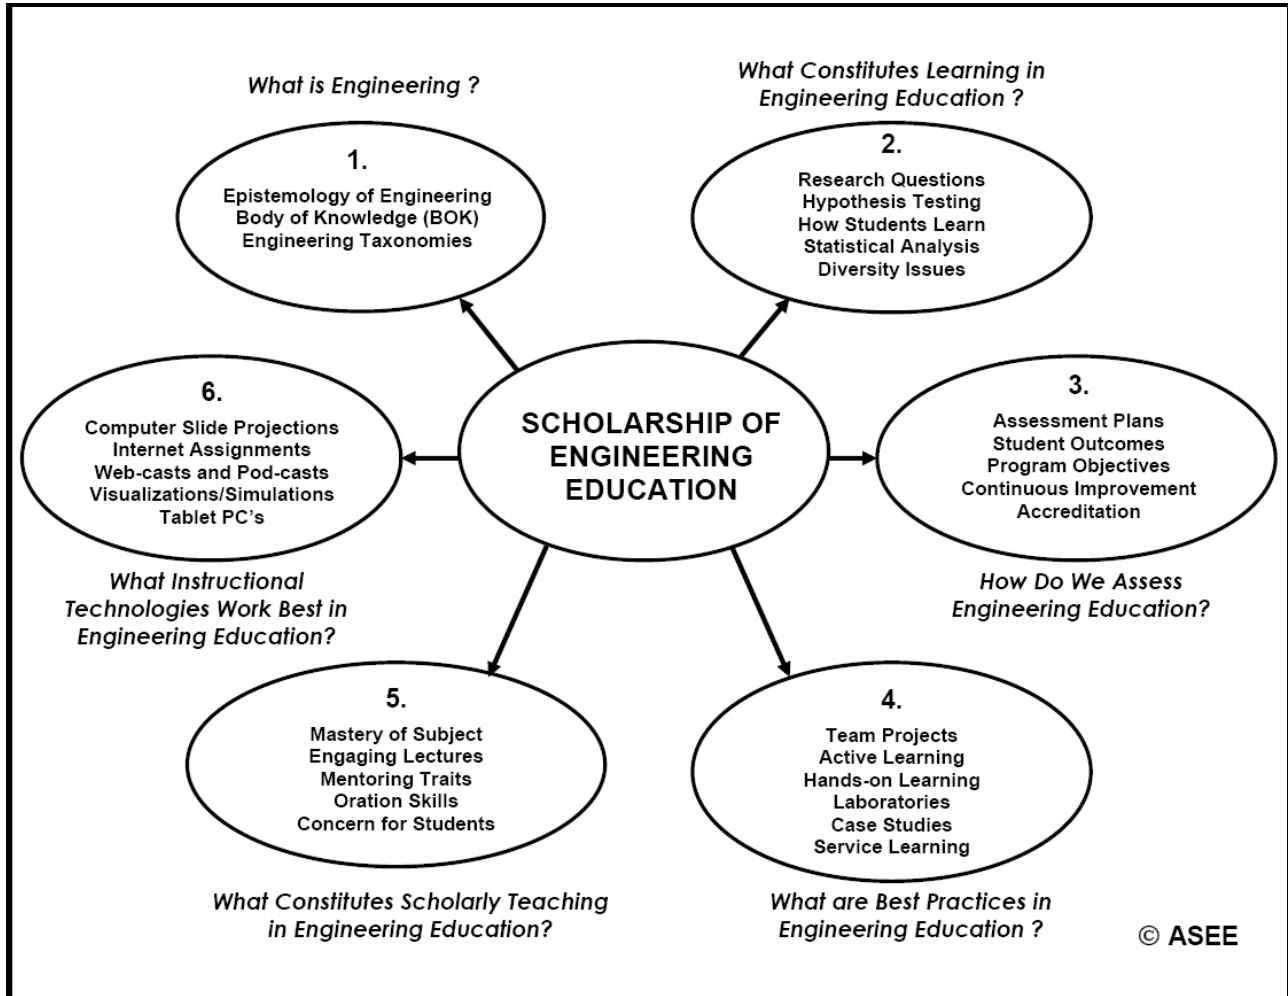 What is Engineering ?
1.
Epistemology of Engineering
Body of Knowledge (BOK)
Engineering Taxonomies
What Constitutes Learning in
Engineering Education ?
2.
Research Questions
Hypothesis Testing
How Students Learn
Statistical Analysis
Diversity Issues
6.
Computer Slide Projections
Internet Assignments
Web-casts and Pod-casts
Visualizations/Simulations
Tablet PC's
What Instructional
Technologies Work Best in
Engineering Education?
SCHOLARSHIP OF
ENGINEERING
EDUCATION
3.
Assessment Plans
Student Outcomes
Program Objectives
Continuous Improvement
Accreditation
How Do We Assess
Engineering Education?
5.
Mastery of Subject
Engaging Lectures
Mentoring Traits
Oration Skills
Concern for Students
What Constitutes Scholarly Teaching
in Engineering Education?
4.
Team Projects
Active Learning
Hands-on Learning
Laboratories
Case Studies
Service Learning
What are Best Practices in
Engineering Education ?
© ASEE